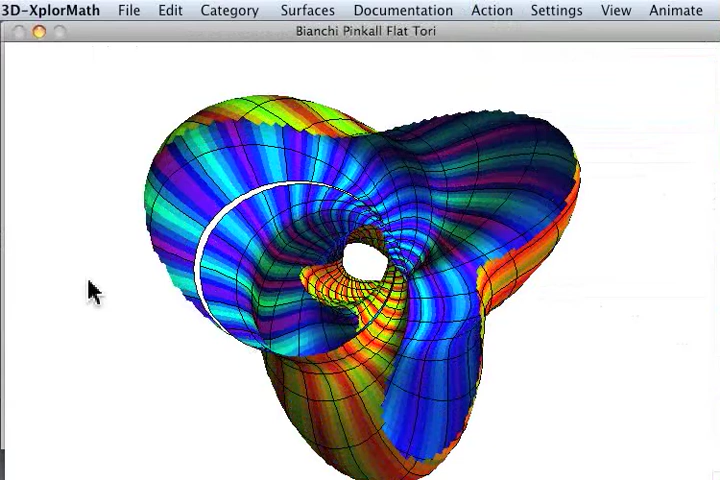 3D-XplorMath File Edit Category Surfaces Documentation Action Settings View Animate
Bianchi Pinkall Flat Tori